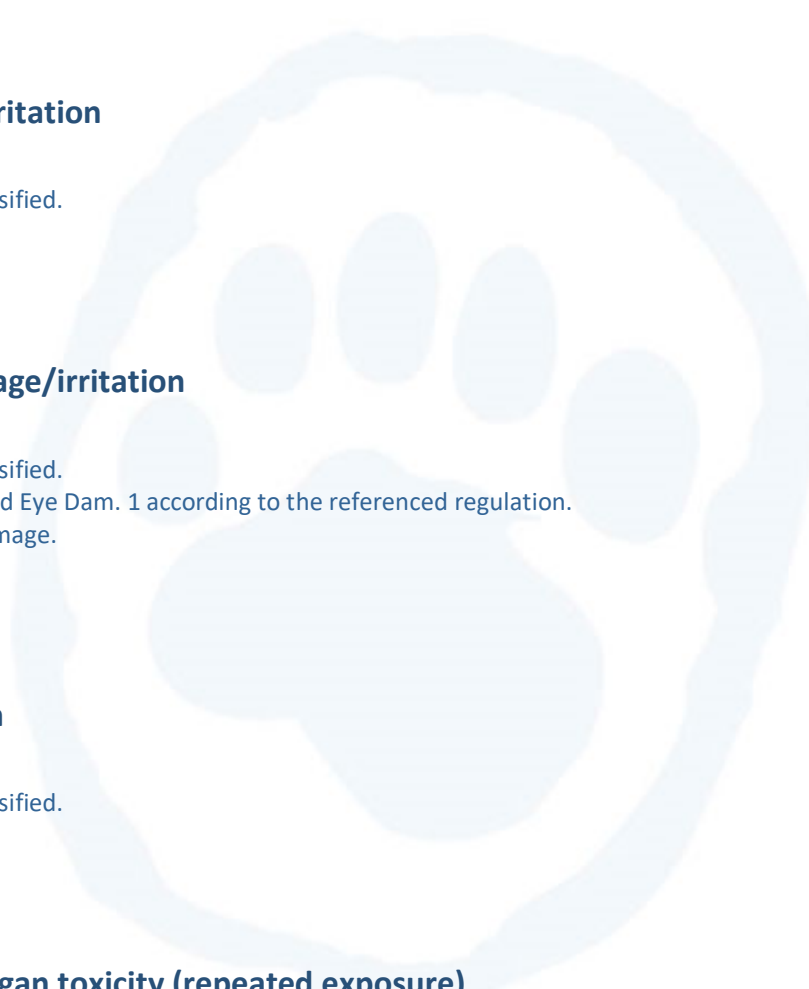 ritation
sified.
age/irritation
sified.
d Eye Dam. 1 according to the referenced regulation.
mage.
n
sified.
gan toxicity (repeated exposure)